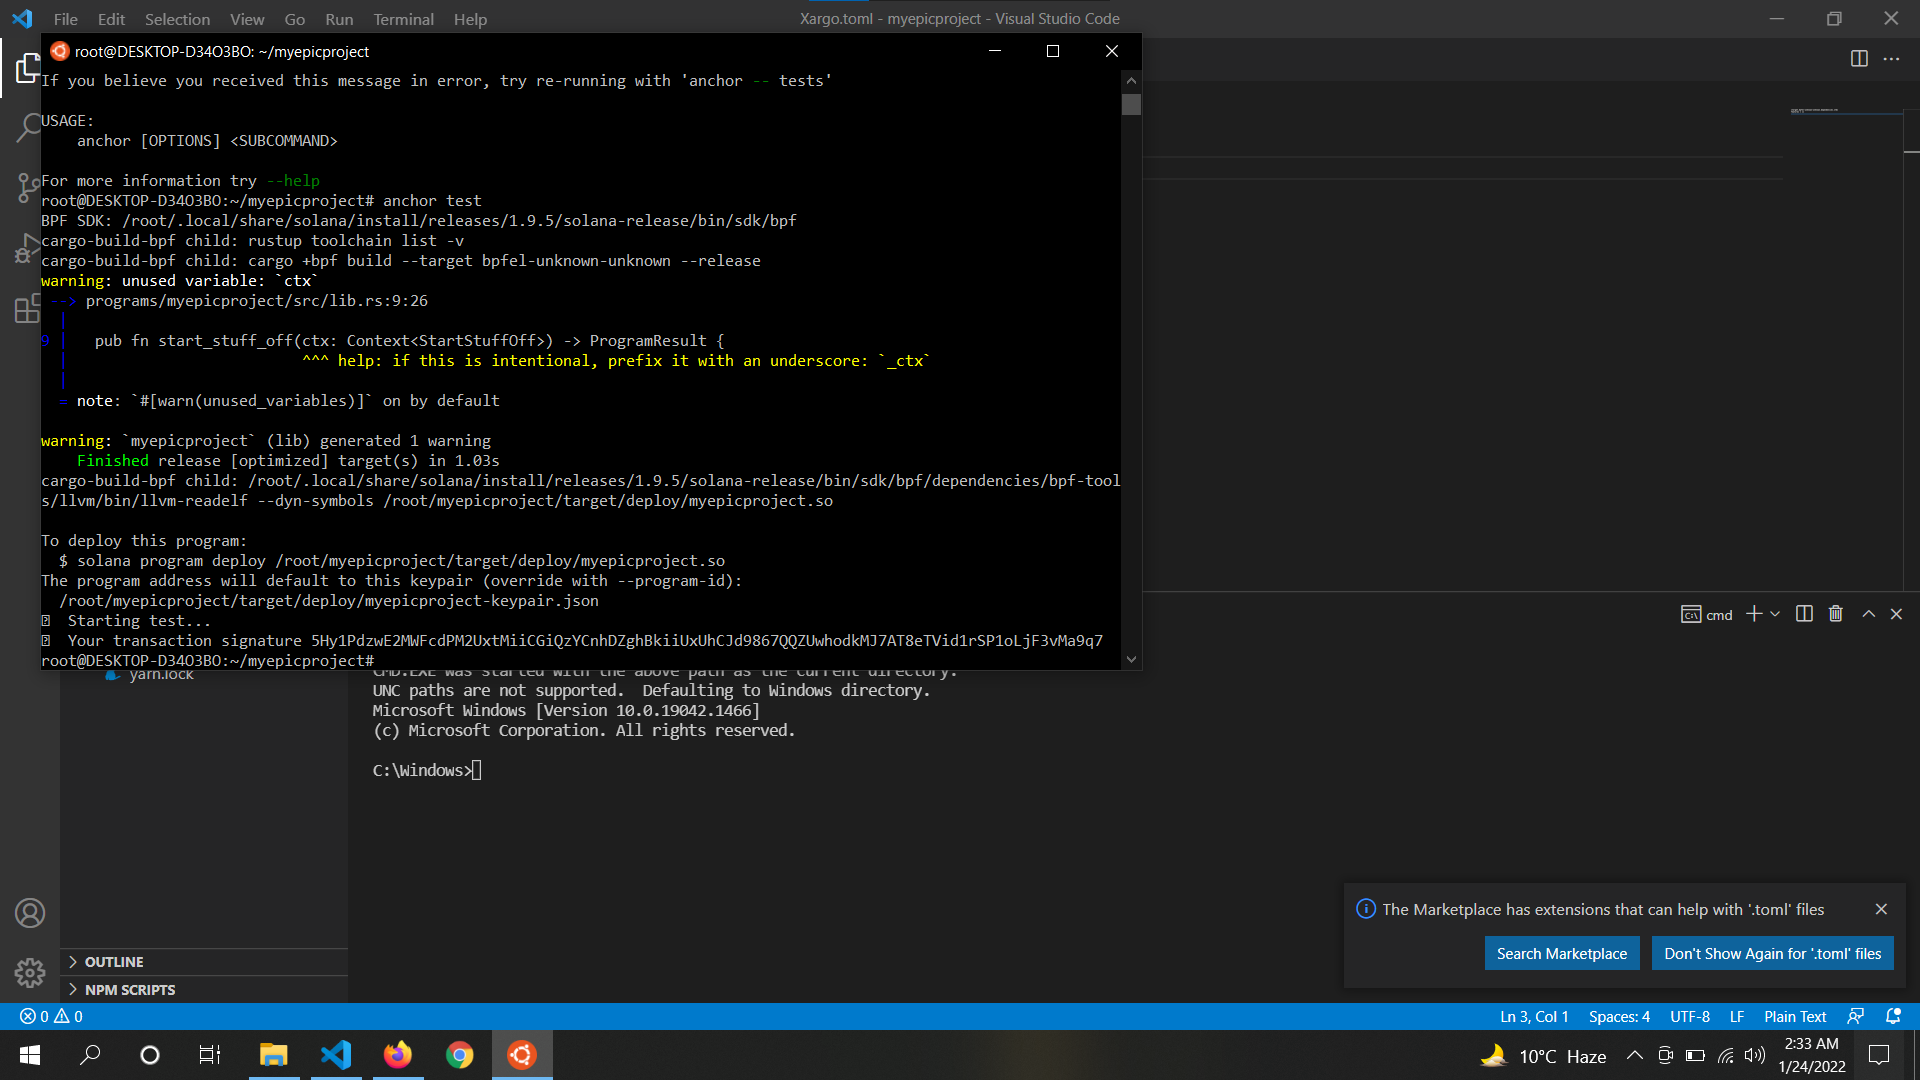 File Edit Selection View Go Run Terminal Help
Xargo.toml - myepicproject - Visual Studio Code
root@DESKTOP-D34O3BO: ~/myepicproject
If you believe you received this message in error, try re-running with 'anchor -- tests'
USAGE:
anchor [OPTIONS] <SUBCOMMAND>
For more information try --help
root@DESKTOP-D34O3BO:~/myepicproject# anchor test
BPF SDK: /root/.local/share/solana/install/releases/1.9.5/solana-release/bin/sdk/bpf
cargo-build-bpf child: rustup toolchain list -v
cargo-build-bpf child: cargo +bpf build --target bpfel-unknown-unknown --release
warning: unused variable: `ctx`
--> programs/myepicproject/src/lib.rs:9:26
|
9 |   pub fn start_stuff_off(ctx: Context<StartStuffOff>) -> ProgramResult {
|                          ^^^ help: if this is intentional, prefix it with an underscore: `_ctx`
|
= note: `#[warn(unused_variables)]` on by default
warning: `myepicproject` (lib) generated 1 warning
Finished release [optimized] target(s) in 1.03s
cargo-build-bpf child: /root/.local/share/solana/install/releases/1.9.5/solana-release/bin/sdk/bpf/dependencies/bpf-tool
s/llvm/bin/llvm-readelf --dyn-symbols /root/myepicproject/target/deploy/myepicproject.so
To deploy this program:
$ solana program deploy /root/myepicproject/target/deploy/myepicproject.so
The program address will default to this keypair (override with --program-id):
/root/myepicproject/target/deploy/myepicproject-keypair.json
Starting test...
Your transaction signature 5Hy1PdzwE2MWFcdPM2UxtMiiCGiQzYCnhDZghBkiiUxUhCJd9867QQZUwhodkMJ7AT8eTVid1rSP1oLjF3vMa9q7
root@DESKTOP-D34O3BO:~/myepicproject#
yarn.lock
cmd
CMD.EXE was started with the above path as the current directory.
UNC paths are not supported.  Defaulting to Windows directory.
Microsoft Windows [Version 10.0.19042.1466]
(c) Microsoft Corporation. All rights reserved.
C:\Windows>
The Marketplace has extensions that can help with '.toml' files
Search Marketplace
Don't Show Again for '.toml' files
OUTLINE
NPM SCRIPTS
0 0
Ln 3, Col 1 Spaces: 4 UTF-8 LF Plain Text
10°C Haze
2:33 AM
1/24/2022